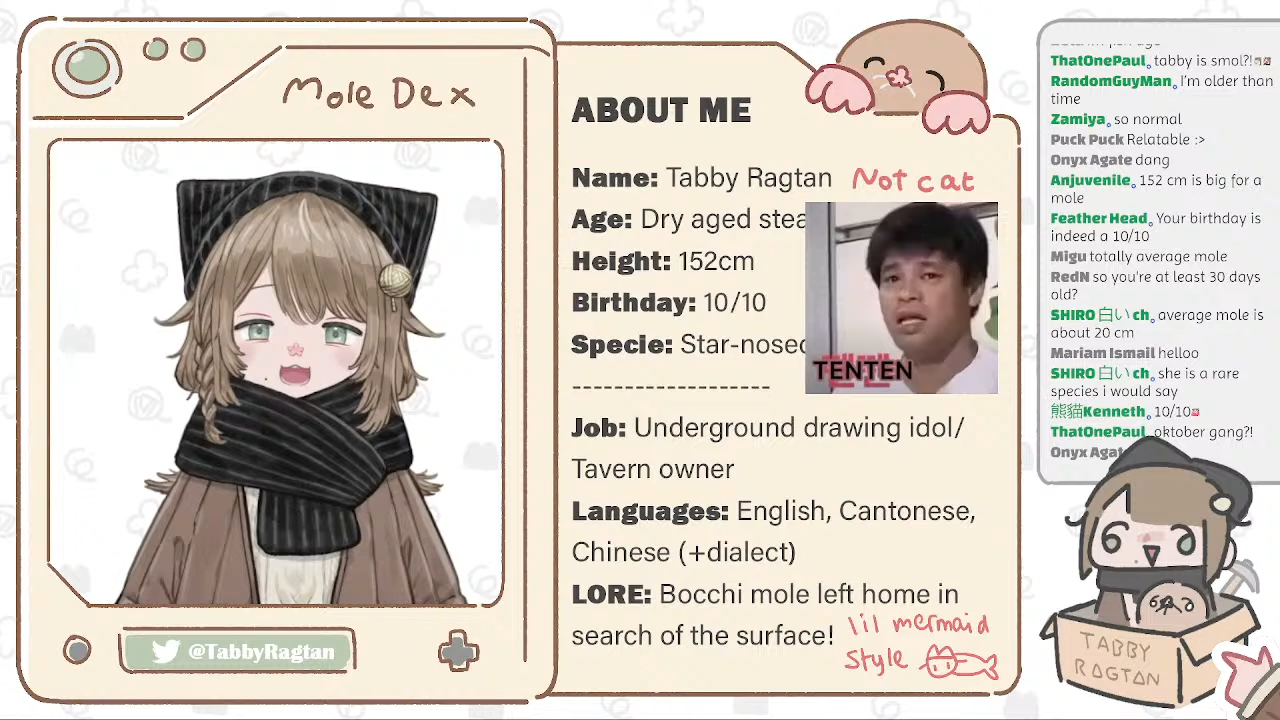 Mole Dex
@TabbyRagtan
ABOUT ME
Name: Tabby Ragtan Not cat
Age: Dry aged
Height: 152cm
Birthday: 10/10
Specie: Star-nosed
------------------
TENTEN
Job: Underground drawing idol/
Tavern owner
Languages: English, Cantonese,
Chinese (+dialect)
LORE: Bocchi mole left home in
search of the surface! lil mermaid
style
ThatOnePaul tabby is smol?!
RandomGuyMan I'm older than
time
Zamiya so normal
Puck Puck Relatable :>
Onyx Agate dang
Anjuvenile 152 cm is big for a
mole
Feather Head Your birthday is
indeed a 10/10
Migu totally average mole
RedN so you're at least 30 days
old?
SHIRO 白い ch average mole is
about 20 cm
Mariam Ismail helloo
SHIRO 白い ch she is a rare
species i would say
熊貓Kenneth 10/10
ThatOnePaul oktober gang?!
Onyx
TABBY
RAGTAN